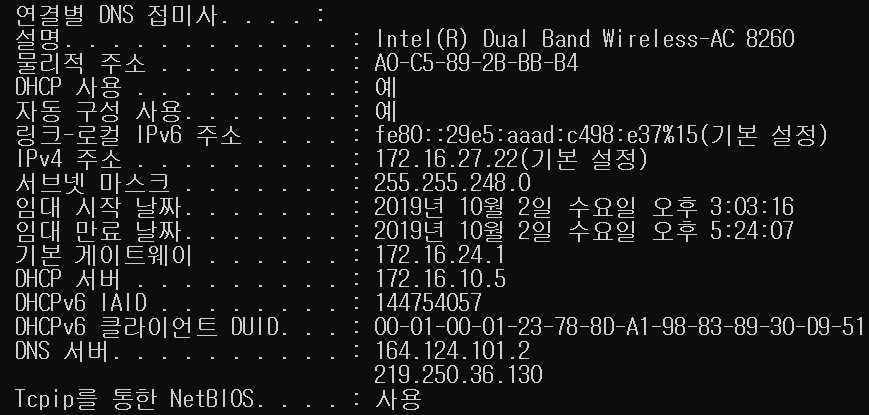 연결별 DNS 접미사. . . . :
설명. . . . . . . . . . . . : Intel(R) Dual Band Wireless-AC 8260
물리적 주소 . . . . . . . . : A0-C5-89-2B-BB-B4
DHCP 사용 . . . . . . . . . : 예
자동 구성 사용. . . . . . . : 예
링크-로컬 IPv6 주소 . . . . : fe80::29e5:aaad:c498:e37%15(기본 설정)
IPv4 주소 . . . . . . . . . : 172.16.27.22(기본 설정)
서브넷 마스크 . . . . . . . : 255.255.248.0
임대 시작 날짜. . . . . . . : 2019년 10월 2일 수요일 오후 3:03:16
임대 만료 날짜. . . . . . . : 2019년 10월 2일 수요일 오후 5:24:07
기본 게이트웨이 . . . . . . : 172.16.24.1
DHCP 서버 . . . . . . . . . : 172.16.10.5
DHCPv6 IAID . . . . . . . . : 144754057
DHCPv6 클라이언트 DUID. . . : 00-01-00-01-23-78-8D-A1-98-83-89-30-D9-51
DNS 서버. . . . . . . . . . : 164.124.101.2
219.250.36.130
Tcpip를 통한 NetBIOS. . . . : 사용